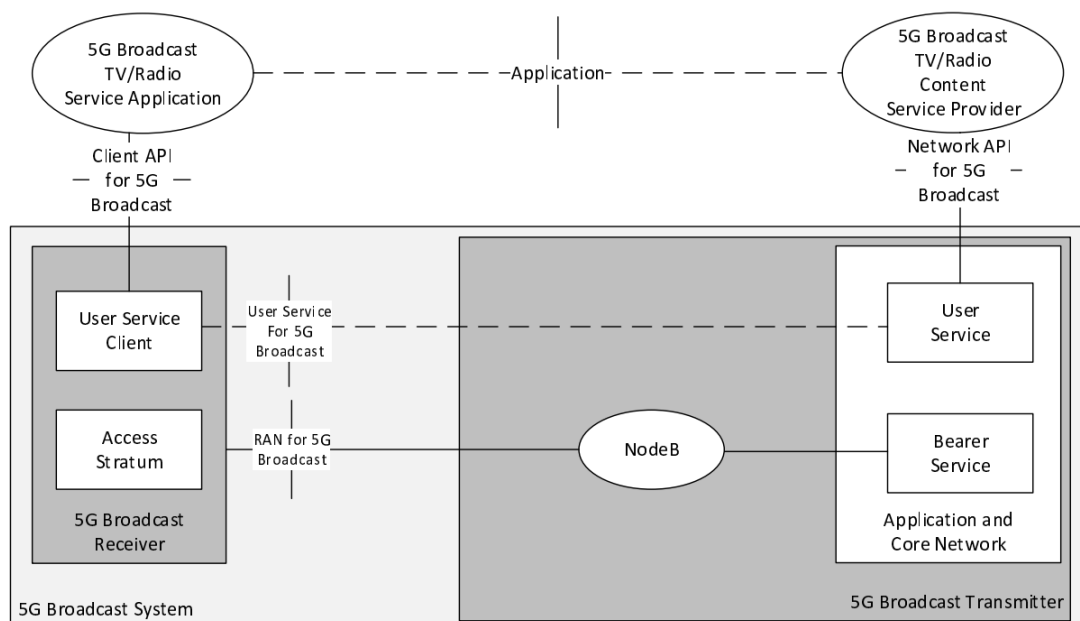 5G Broadcast
TV/Radio
Service Application
Application
5G Broadcast
TV/Radio
Content
Service Provider
Client API
for 5G
Broadcast
Network API
for 5G
Broadcast
User Service
Client
User Service
For 5G
Broadcast
User
Service
Access
Stratum
RAN for 5G
Broadcast
NodeB
Bearer
Service
5G Broadcast
Receiver
Application and
Core Network
5G Broadcast System
5G Broadcast Transmitter